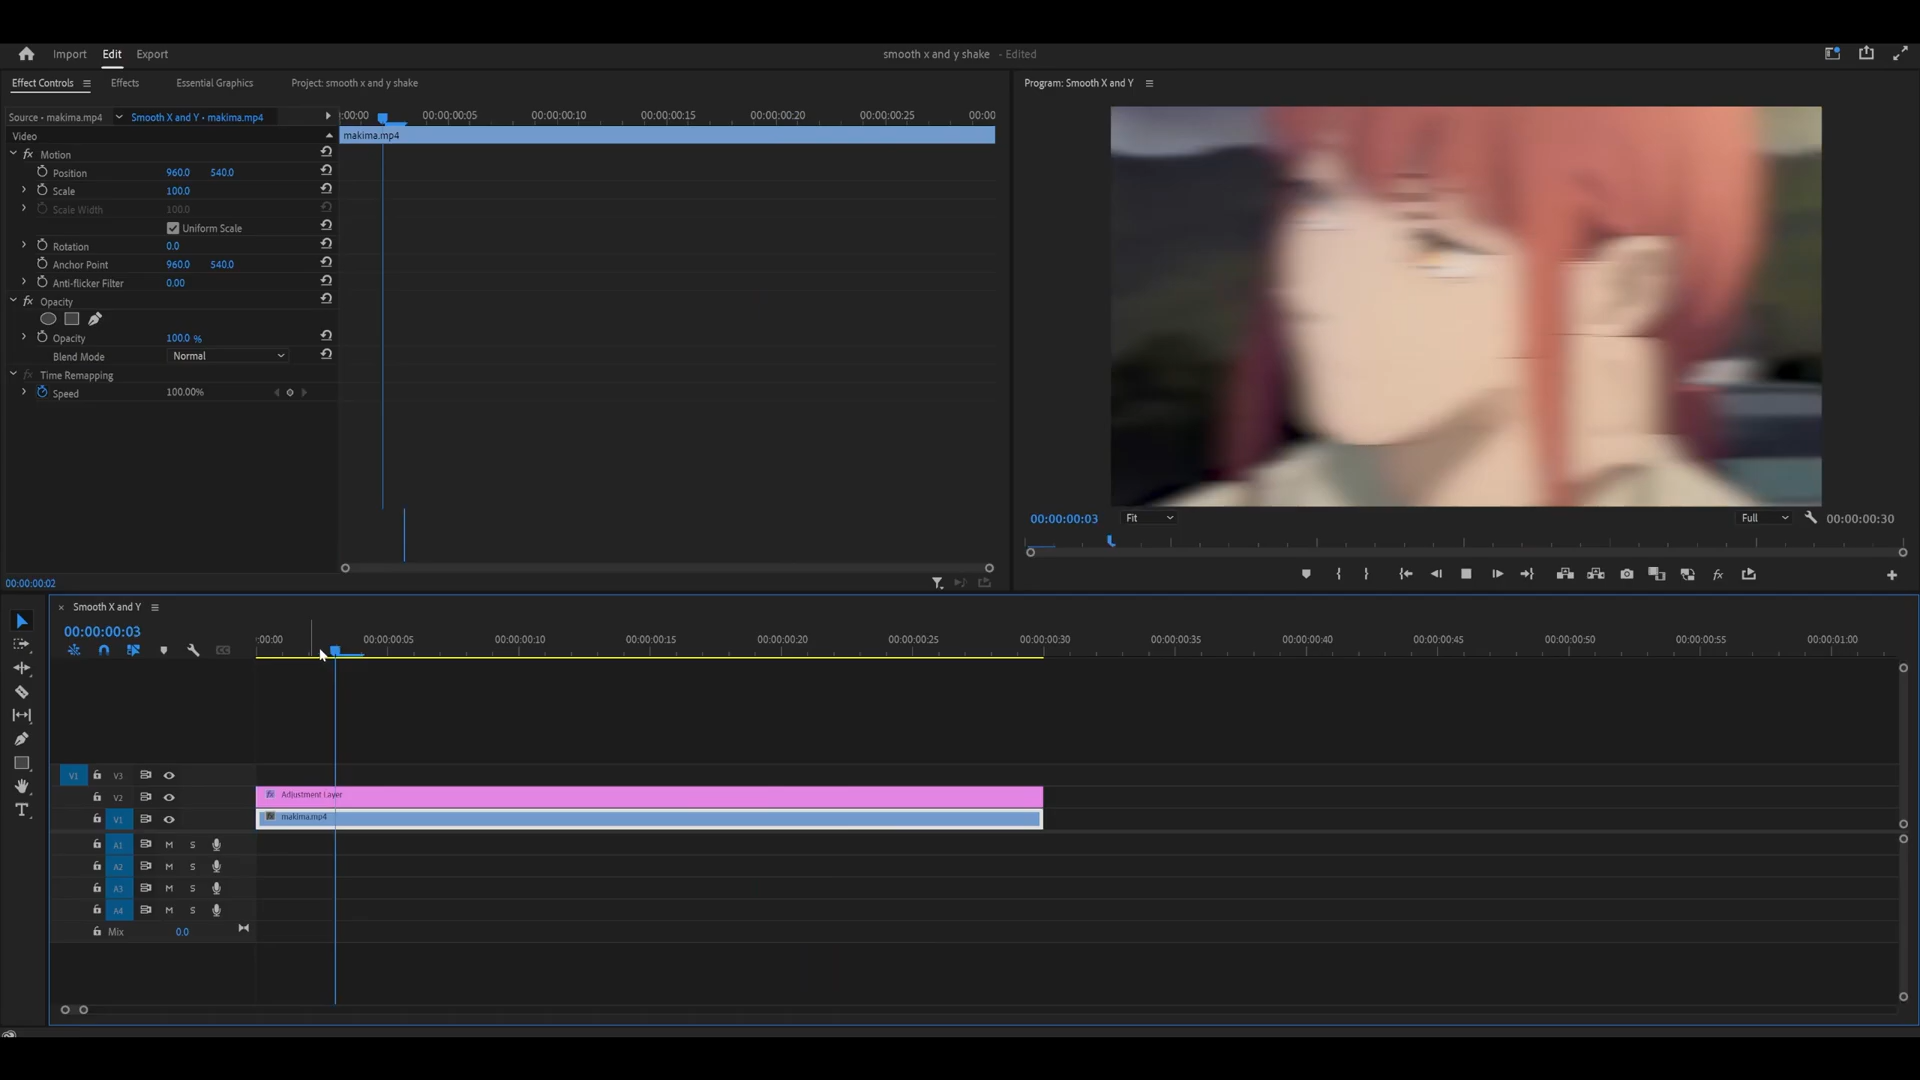 Import Edit Export
smooth x and y shake - Edited
Effect Controls Effects Essential Graphics Project: smooth x and y shake
Program: Smooth X and Y
Source • makima.mp4 Smooth X and Y • makima.mp4
:00:00 00:00:00:05 00:00:00:10 00:00:00:15 00:00:00:20 00:00:00:25 00:00
Video
makima.mp4
Motion
Position 960.0 540.0
Scale 100.0
Scale Width 100.0
Uniform Scale
Rotation 0.0
Anchor Point 960.0 540.0
Anti-flicker Filter 0.00
Opacity
Opacity 100.0 %
Blend Mode Normal
Time Remapping
Speed 100.00%
00:00:00:02
00:00:00:03 Fit Full 00:00:00:30
Smooth X and Y
00:00:00:03
:00:00 00:00:00:05 00:00:00:10 00:00:00:15 00:00:00:20 00:00:00:25 00:00:00:30 00:00:00:35 00:00:00:40 00:00:00:45 00:00:00:50 00:00:00:55 00:00:01:00
V1 V3
V2 Adjustment Layer
V1 makima.mp4
A1 M S
A2 M S
A3 M S
A4 M S
Mix 0.0